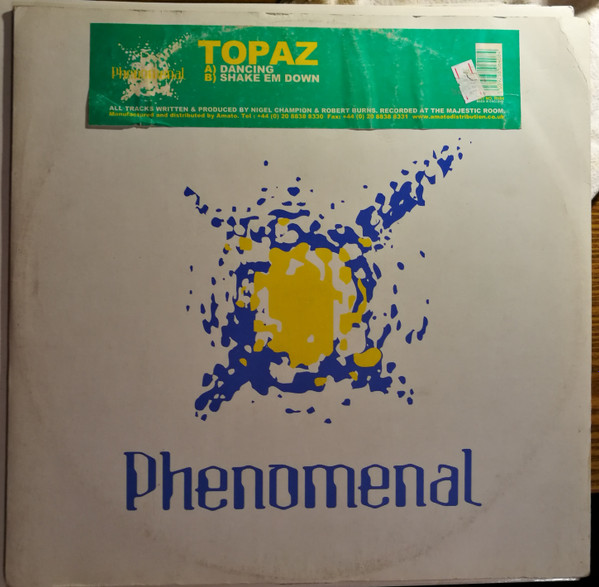 Phenomenal
TOPAZ
A) DANCING
B) SHAKE EM DOWN
ALL TRACKS WRITTEN & PRODUCED BY NIGEL CHAMPION & ROBERT BURNS. RECORDED AT THE MAJESTIC ROOM.
Manufactured and distributed by Amato. Tel : +44 (0) 20 8838 8330 Fax: +44 (0) 20 8838 8331 www.amatodistribution.co.uk
Phenomenal